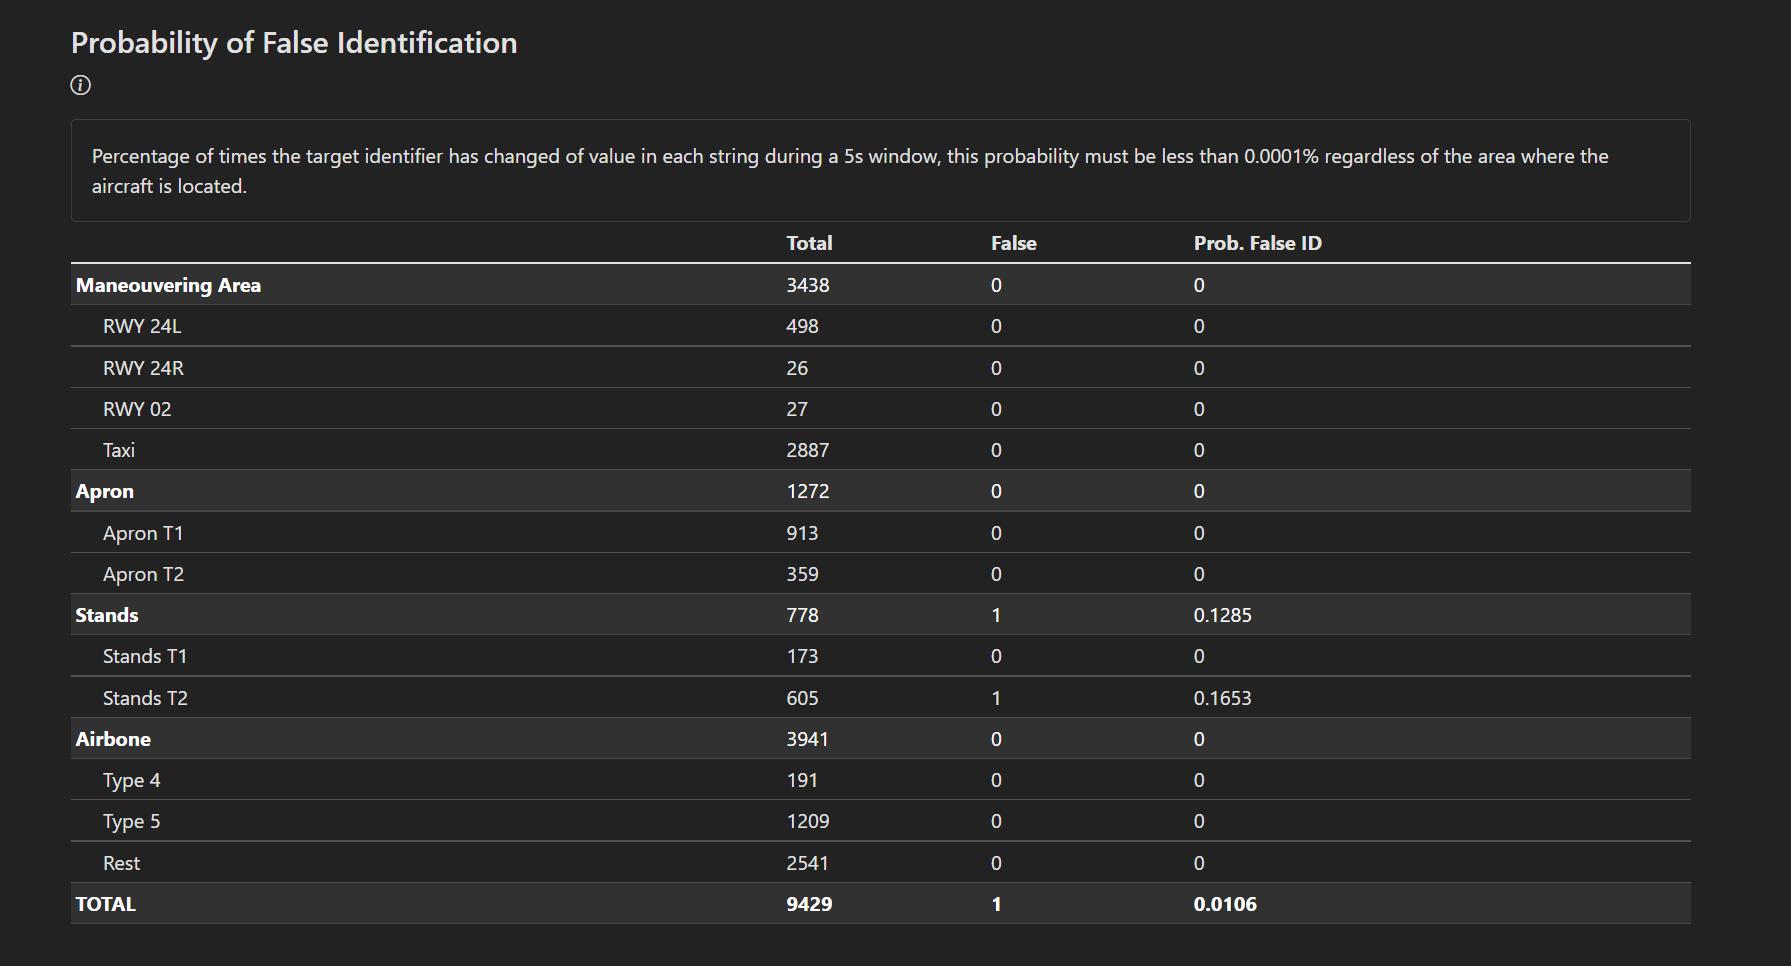 Probability of False Identification
Percentage of times the target identifier has changed of value in each string during a 5s window, this probability must be less than 0.0001% regardless of the area where the
aircraft is located.
Total False Prob. False ID
Maneouvering Area 3438 0 0
RWY 24L 498 0 0
RWY 24R 26 0 0
RWY 02 27 0 0
Taxi 2887 0 0
Apron 1272 0 0
Apron T1 913 0 0
Apron T2 359 0 0
Stands 778 1 0.1285
Stands T1 173 0 0
Stands T2 605 1 0.1653
Airbone 3941 0 0
Type 4 191 0 0
Type 5 1209 0 0
Rest 2541 0 0
TOTAL 9429 1 0.0106